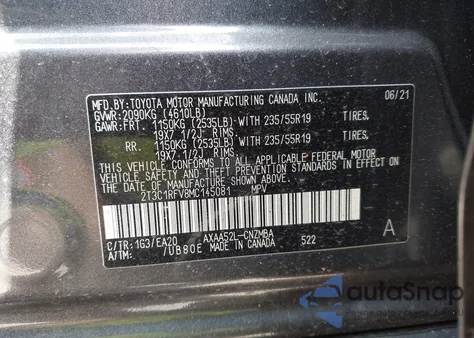 MFD.BY:TOYOTA MOTOR MANUFACTURING CANADA, INC. 06/21
GVWR:2090KG (4610LB)
GAWR:FRT. 1150KG (2535LB) WITH 235/55R19 TIRES,
19X7 1/2J RIMS.
RR. 1150KG (2535LB) WITH 235/55R19 TIRES,
19X7 1/2J RIMS.
THIS VEHICLE CONFORMS TO ALL APPLICABLE FEDERAL MOTOR
VEHICLE SAFETY AND THEFT PREVENTION STANDARDS IN EFFECT
ON THE DATE OF MANUFACTURE SHOWN ABOVE.
2T3C1RFV8MC145081 MPV
C/TR:1G3/EA20 AXAA52L-CNZMBA
A/TM: /UB80E MADE IN CANADA 522 A
autoSnap